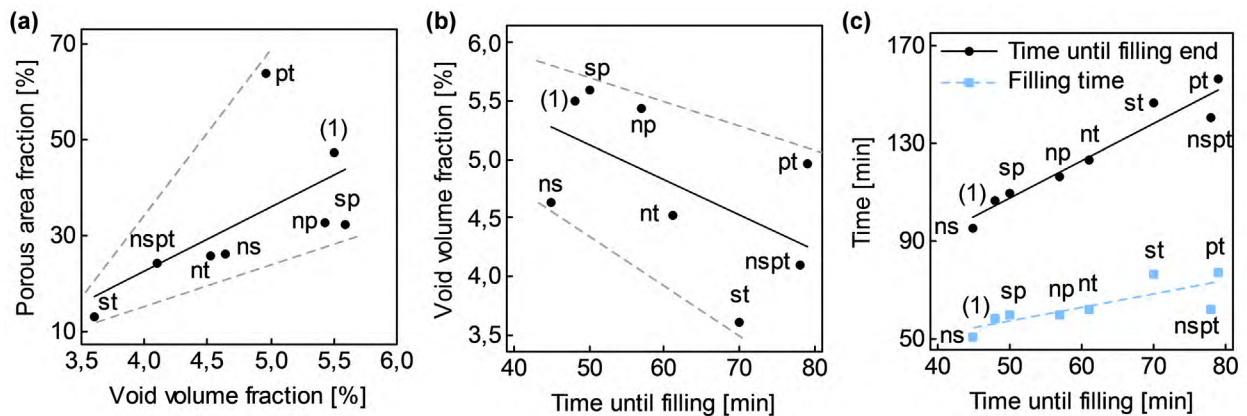 (a)
Porous area fraction [%]
70
50
30
10
pt
(1)
sp
np
nspt
nt
ns
st
3,6
4,0
4,5
5,0
5,5
6,0
Void volume fraction [%]
(b)
Void volume fraction [%]
6,0
5,5
5,0
4,5
4,0
3,5
sp
(1)
np
pt
ns
nt
nspt
st
40
50
60
70
80
Time until filling [min]
(c)
Time [min]
170
130
90
50
Time until filling end
Filling time
pt
st
nspt
nt
np
sp
(1)
ns
pt
st
nt
np
sp
(1)
nspt
ns
40
50
60
70
80
Time until filling [min]